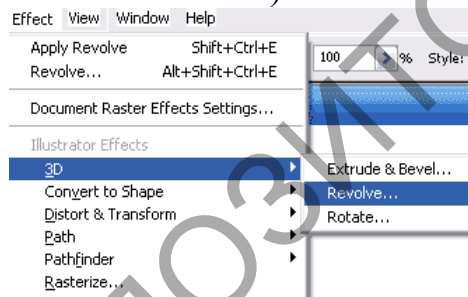 Effect View Window Help
Apply Revolve Shift+Ctrl+E
Revolve... Alt+Shift+Ctrl+E
100 % Style:
Document Raster Effects Settings...
Illustrator Effects
3D
Extrude & Bevel...
Convert to Shape
Revolve...
Distort & Transform
Rotate...
Path
Pathfinder
Rasterize...